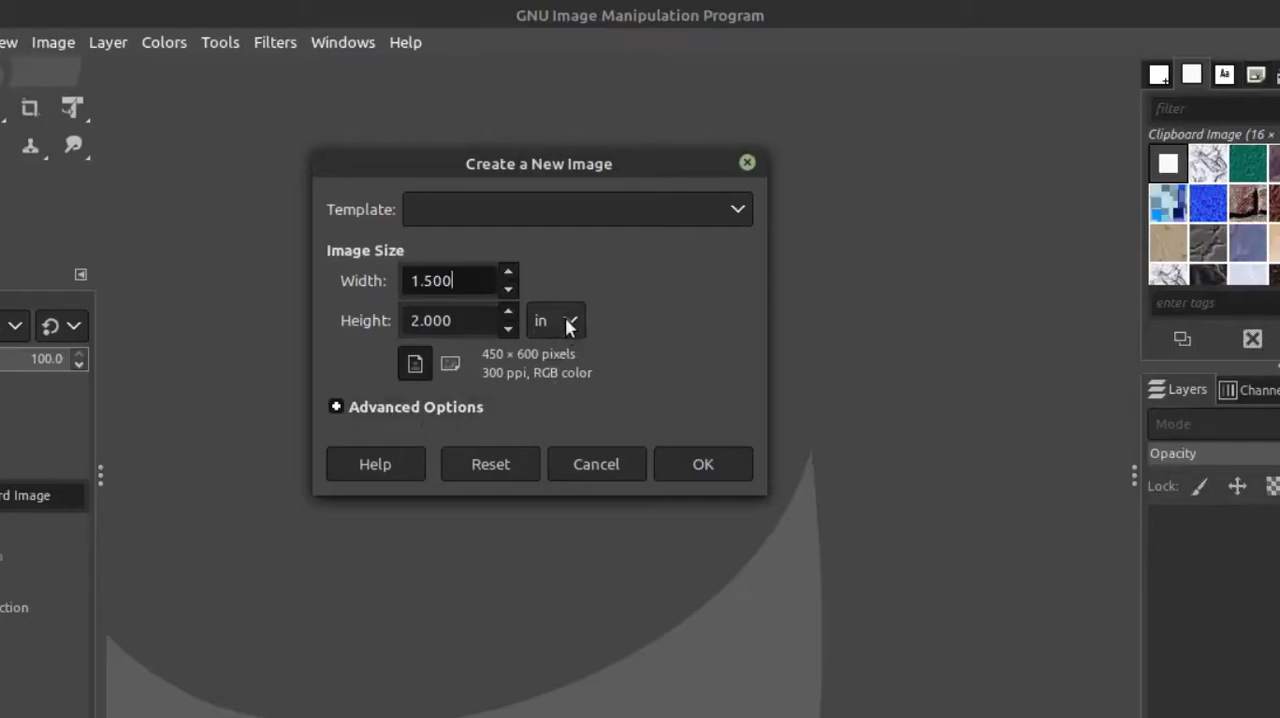 GNU Image Manipulation Program
ew Image Layer Colors Tools Filters Windows Help
Aa
filter
Clipboard Image (16 ×
Create a New Image
Template:
Image Size
Width: 1.500
Height: 2.000 in
450 × 600 pixels
300 ppi, RGB color
Advanced Options
Help Reset Cancel OK
100.0
rd Image
ction
enter tags
Layers Channe
Mode
Opacity
Lock: